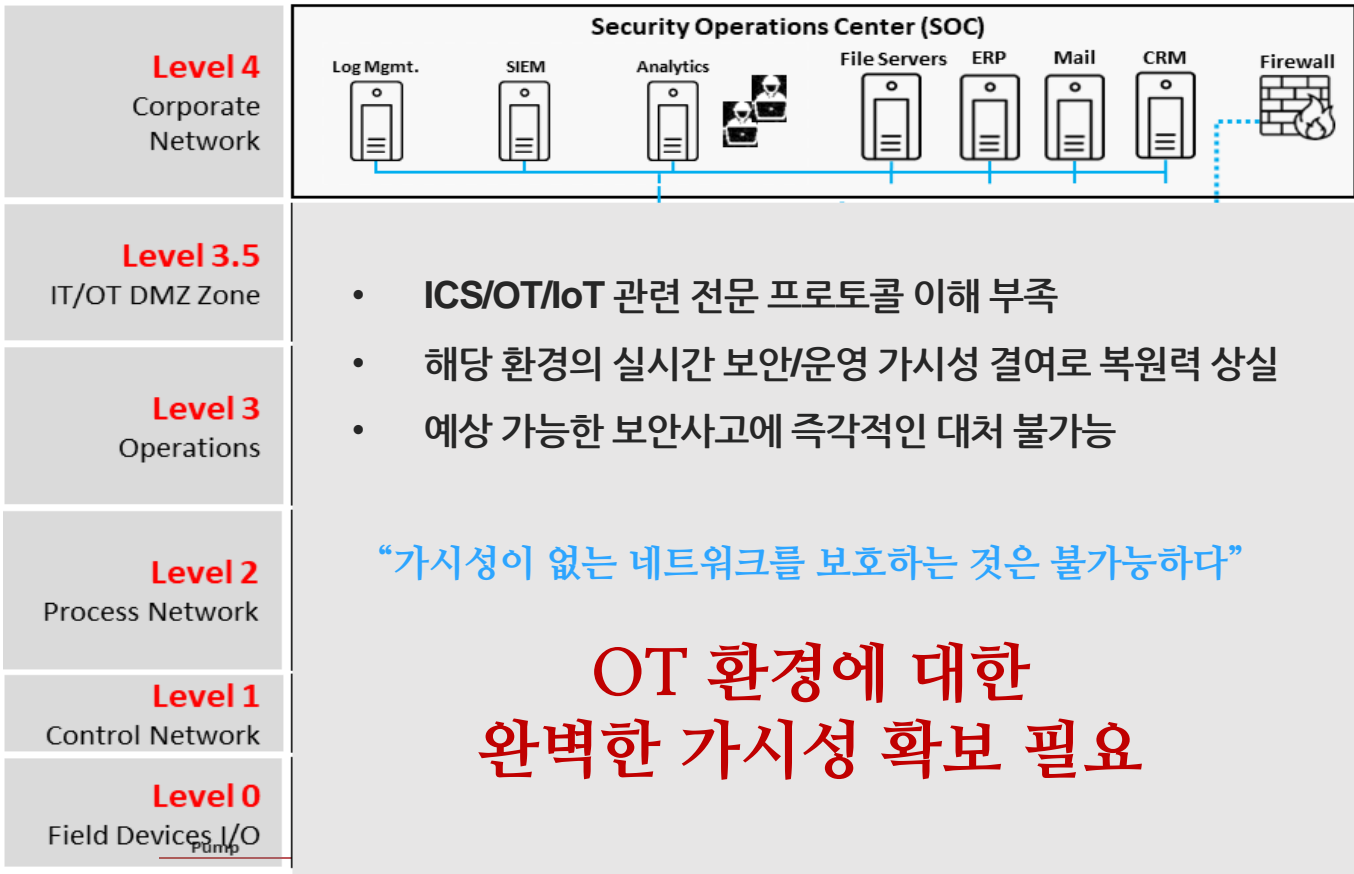 Security Operations Center (SOC)
Level 4
Corporate
Network
Log Mgmt.
SIEM
Analytics
File Servers
ERP
Mail
CRM
Firewall
Level 3.5
IT/OT DMZ Zone
• ICS/OT/IoT 관련 전문 프로토콜 이해 부족
• 해당 환경의 실시간 보안/운영 가시성 결여로 복원력 상실
• 예상 가능한 보안사고에 즉각적인 대처 불가능
Level 3
Operations
“가시성이 없는 네트워크를 보호하는 것은 불가능하다”
Level 2
Process Network
OT 환경에 대한
완벽한 가시성 확보 필요
Level 1
Control Network
Level 0
Field Devices I/O
Pump